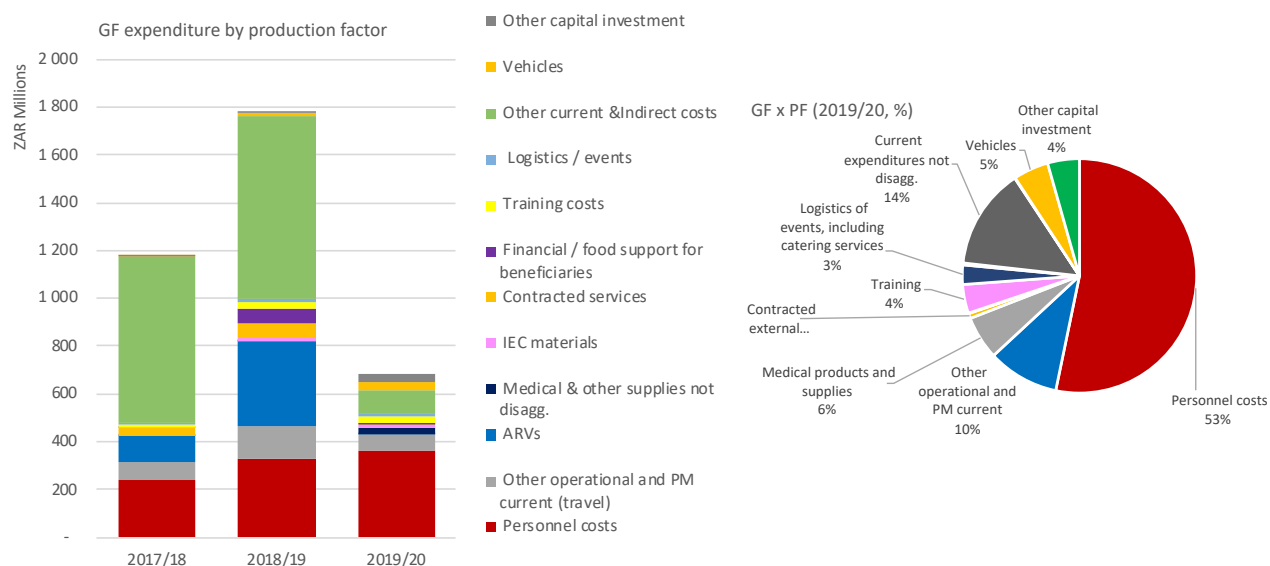 GF expenditure by production factor
ZAR Millions
2 000
1 800
1 600
1 400
1 200
1 000
800
600
400
200
-
2017/18
2018/19
2019/20
Other capital investment
Vehicles
Other current &Indirect costs
Logistics / events
Training costs
Financial / food support for
beneficiaries
Contracted services
IEC materials
Medical & other supplies not
disagg.
ARVs
Other operational and PM
current (travel)
Personnel costs
GF x PF (2019/20, %)
Other capital
investment
4%
Vehicles
5%
Current
expenditures not
disagg.
14%
Logistics of
events, including
catering services
3%
Training
4%
Contracted
external...
Medical products and
supplies
6%
Other
operational and
PM current
10%
Personnel costs
53%